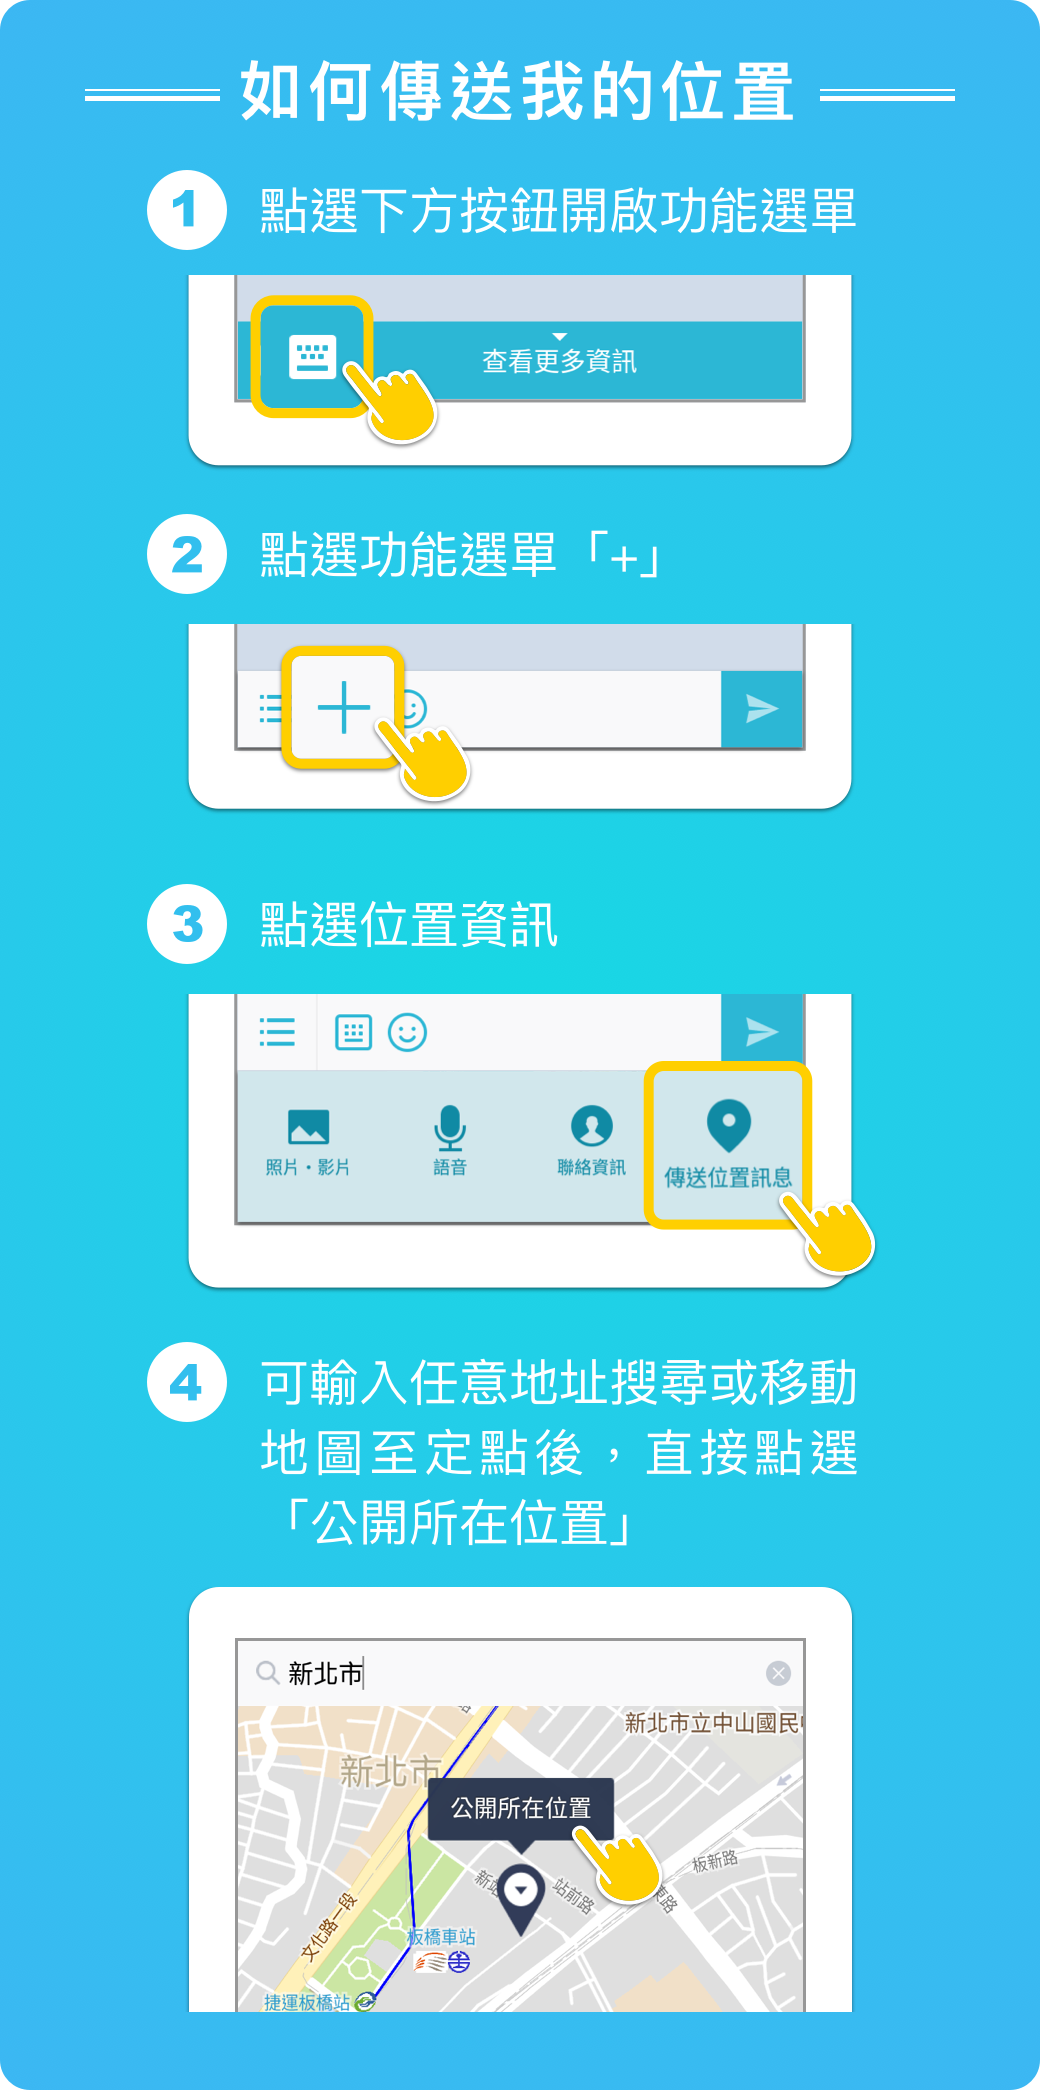 如何傳送我的位置
1 點選下方按鈕開啟功能選單
查看更多資訊
2 點選功能選單「+」
3 點選位置資訊
照片・影片 語音 聯絡資訊 傳送位置訊息
4 可輸入任意地址搜尋或移動
地圖至定點後，直接點選
「公開所在位置」
新北市
新北市立中山國民
新北市
公開所在位置
板新路
新站
站前路
東路
文化路一段
板橋車站
捷運板橋站